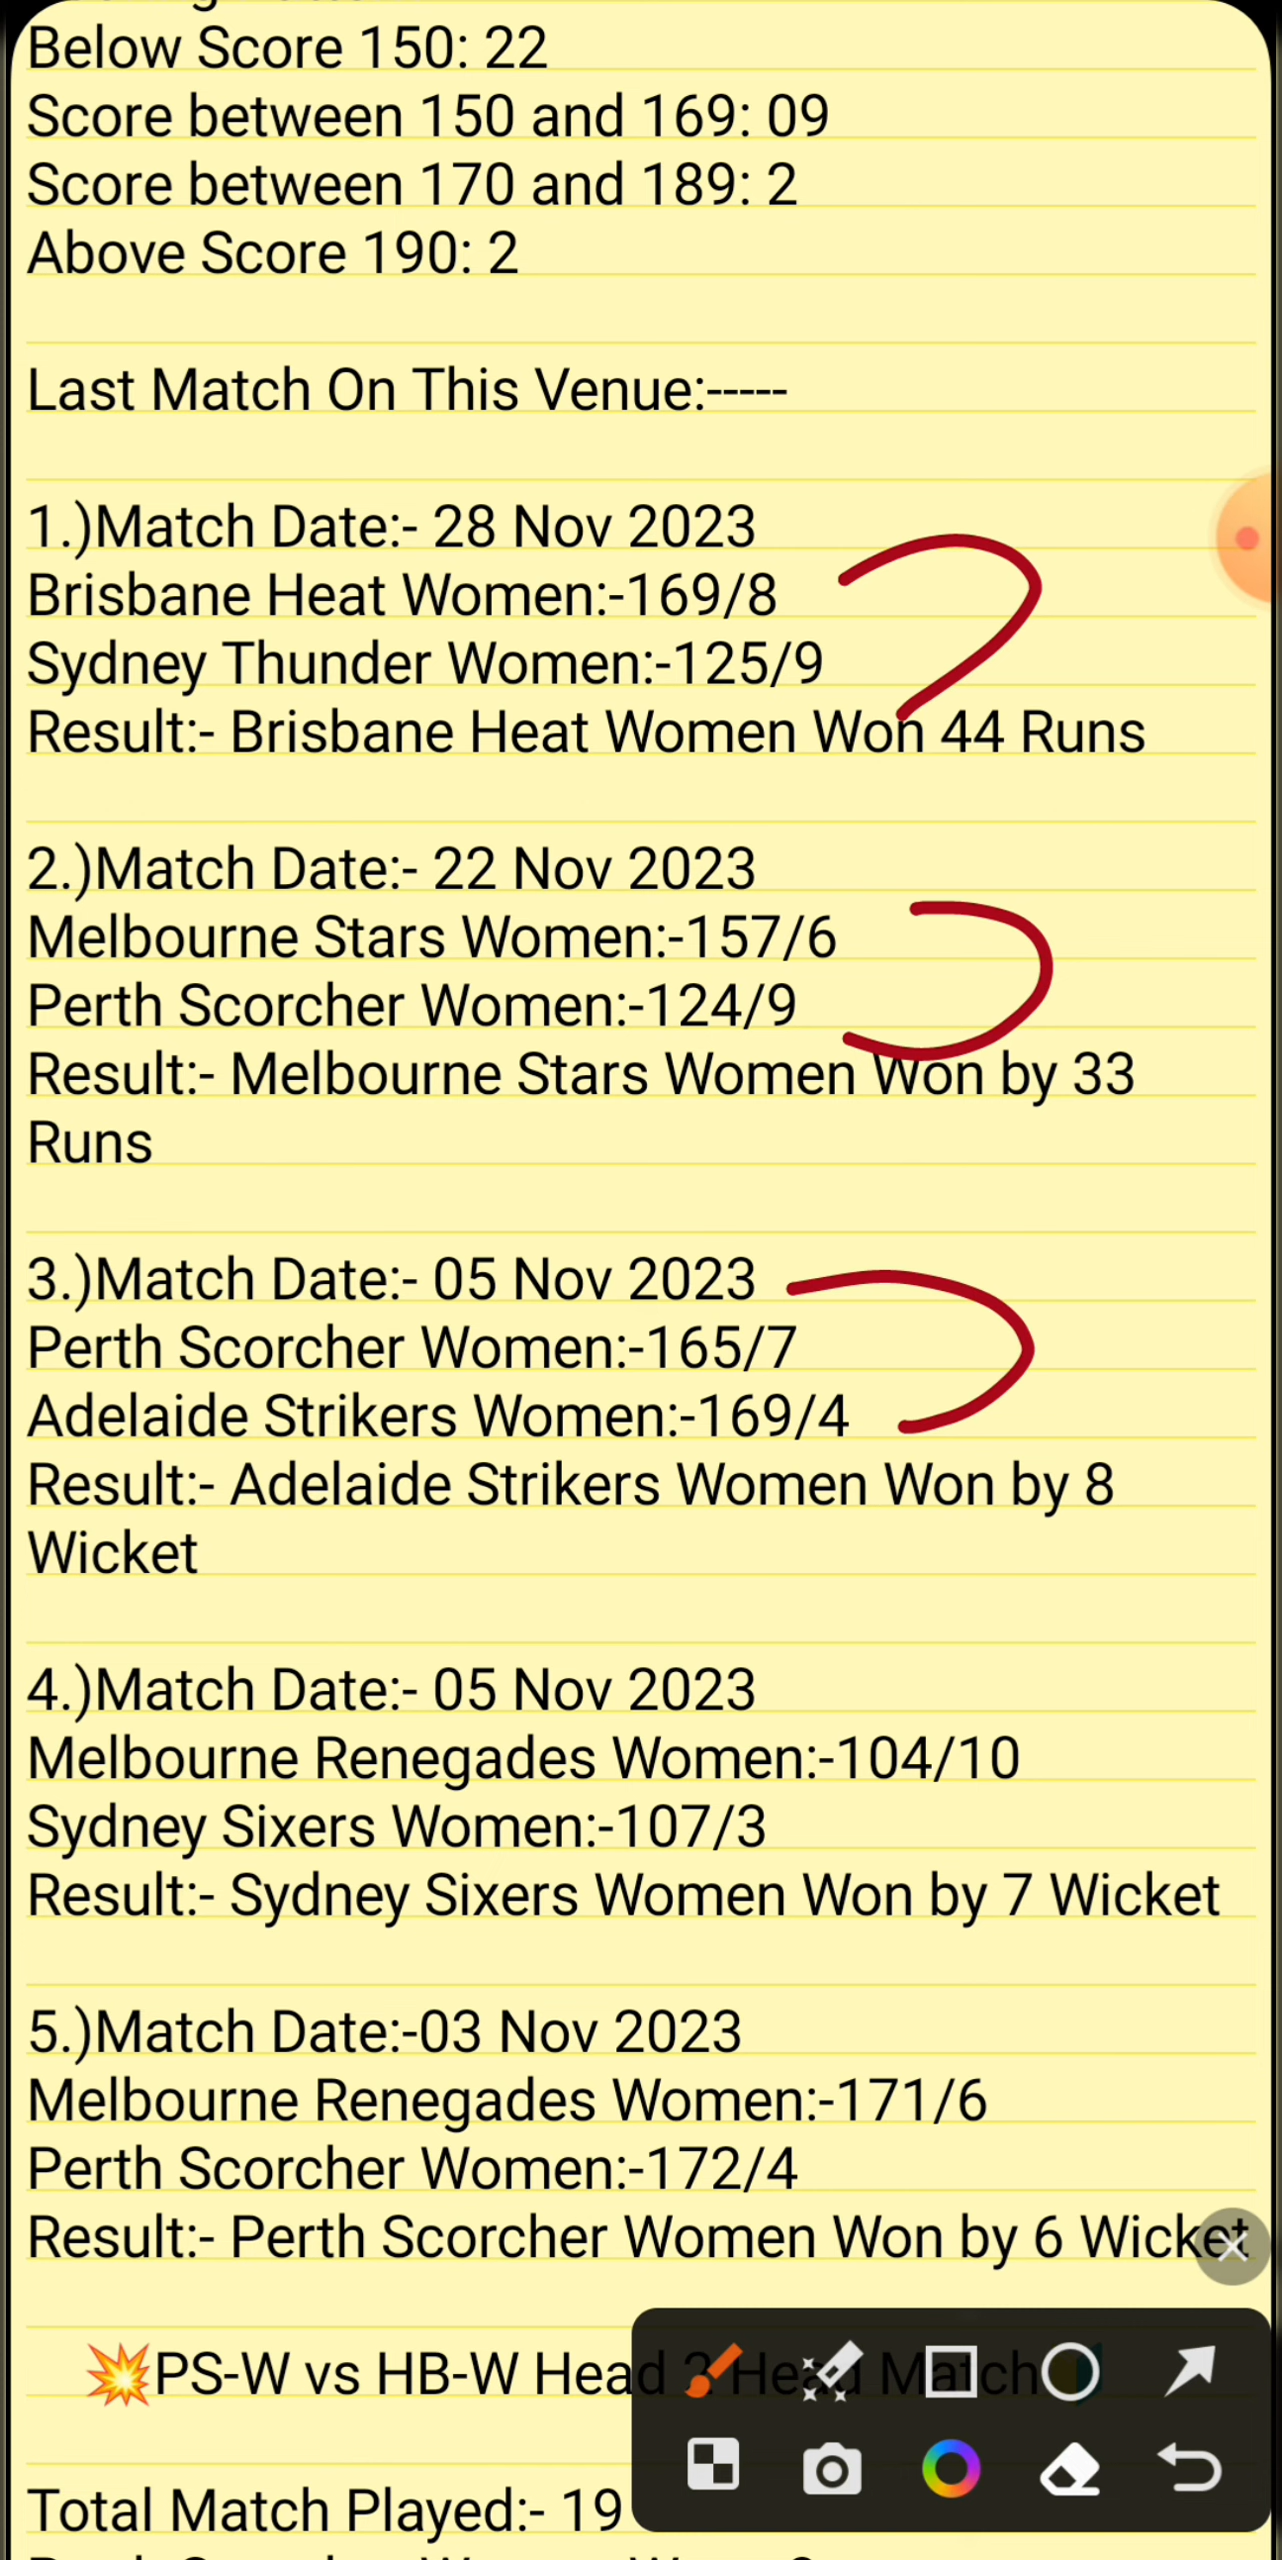 Below Score 150: 22
Score between 150 and 169: 09
Score between 170 and 189: 2
Above Score 190: 2
Last Match On This Venue:-----
1.)Match Date:- 28 Nov 2023
Brisbane Heat Women:-169/8
Sydney Thunder Women:-125/9
Result:- Brisbane Heat Women Won 44 Runs
2.)Match Date:- 22 Nov 2023
Melbourne Stars Women:-157/6
Perth Scorcher Women:-124/9
Result:- Melbourne Stars Women Won by 33
Runs
3.)Match Date:- 05 Nov 2023
Perth Scorcher Women:-165/7
Adelaide Strikers Women:-169/4
Result:- Adelaide Strikers Women Won by 8
Wicket
4.)Match Date:- 05 Nov 2023
Melbourne Renegades Women:-104/10
Sydney Sixers Women:-107/3
Result:- Sydney Sixers Women Won by 7 Wicket
5.)Match Date:-03 Nov 2023
Melbourne Renegades Women:-171/6
Perth Scorcher Women:-172/4
Result:- Perth Scorcher Women Won by 6 Wicket
💥PS-W vs HB-W Head 2 Head Match
Total Match Played:- 19